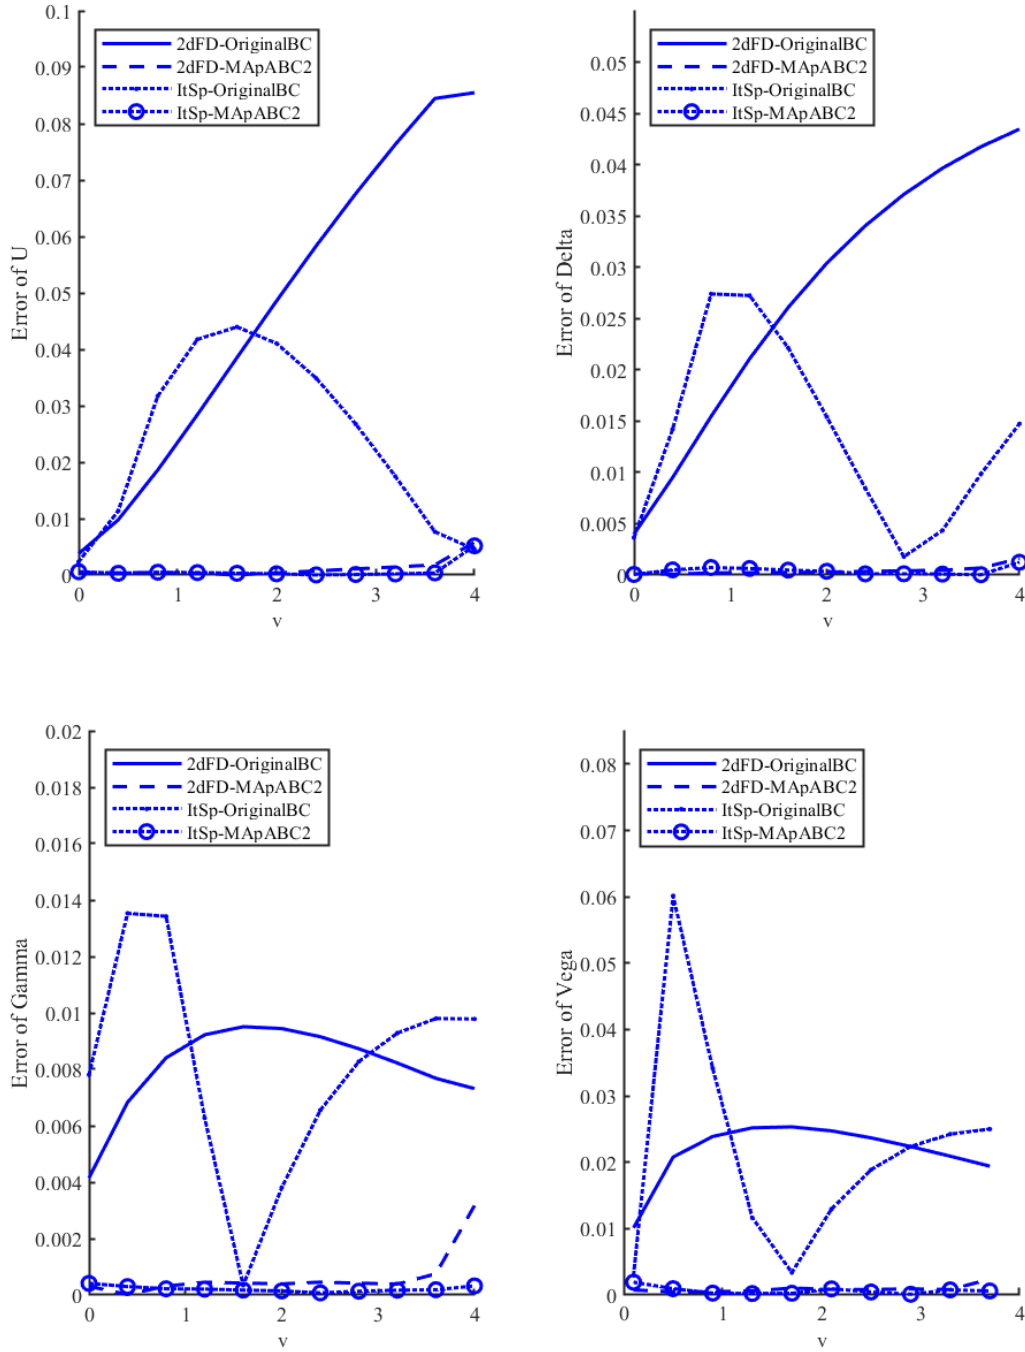 0.1
0.09
0.08
0.07
0.06
0.05
0.04
0.03
0.02
0.01
0
Error of U
2dFD-OriginalBC
2dFD-MApABC2
ItSp-OriginalBC
ItSp-MApABC2
0 1 2 3 4
v
0.05
0.045
0.04
0.035
0.03
0.025
0.02
0.015
0.01
0.005
0
Error of Delta
2dFD-OriginalBC
2dFD-MApABC2
ItSp-OriginalBC
ItSp-MApABC2
0 1 2 3 4
v
0.02
0.018
0.016
0.014
0.012
0.01
0.008
0.006
0.004
0.002
0
Error of Gamma
2dFD-OriginalBC
2dFD-MApABC2
ItSp-OriginalBC
ItSp-MApABC2
0 1 2 3 4
v
0.08
0.07
0.06
0.05
0.04
0.03
0.02
0.01
0
Error of Vega
2dFD-OriginalBC
2dFD-MApABC2
ItSp-OriginalBC
ItSp-MApABC2
0 1 2 3 4
v